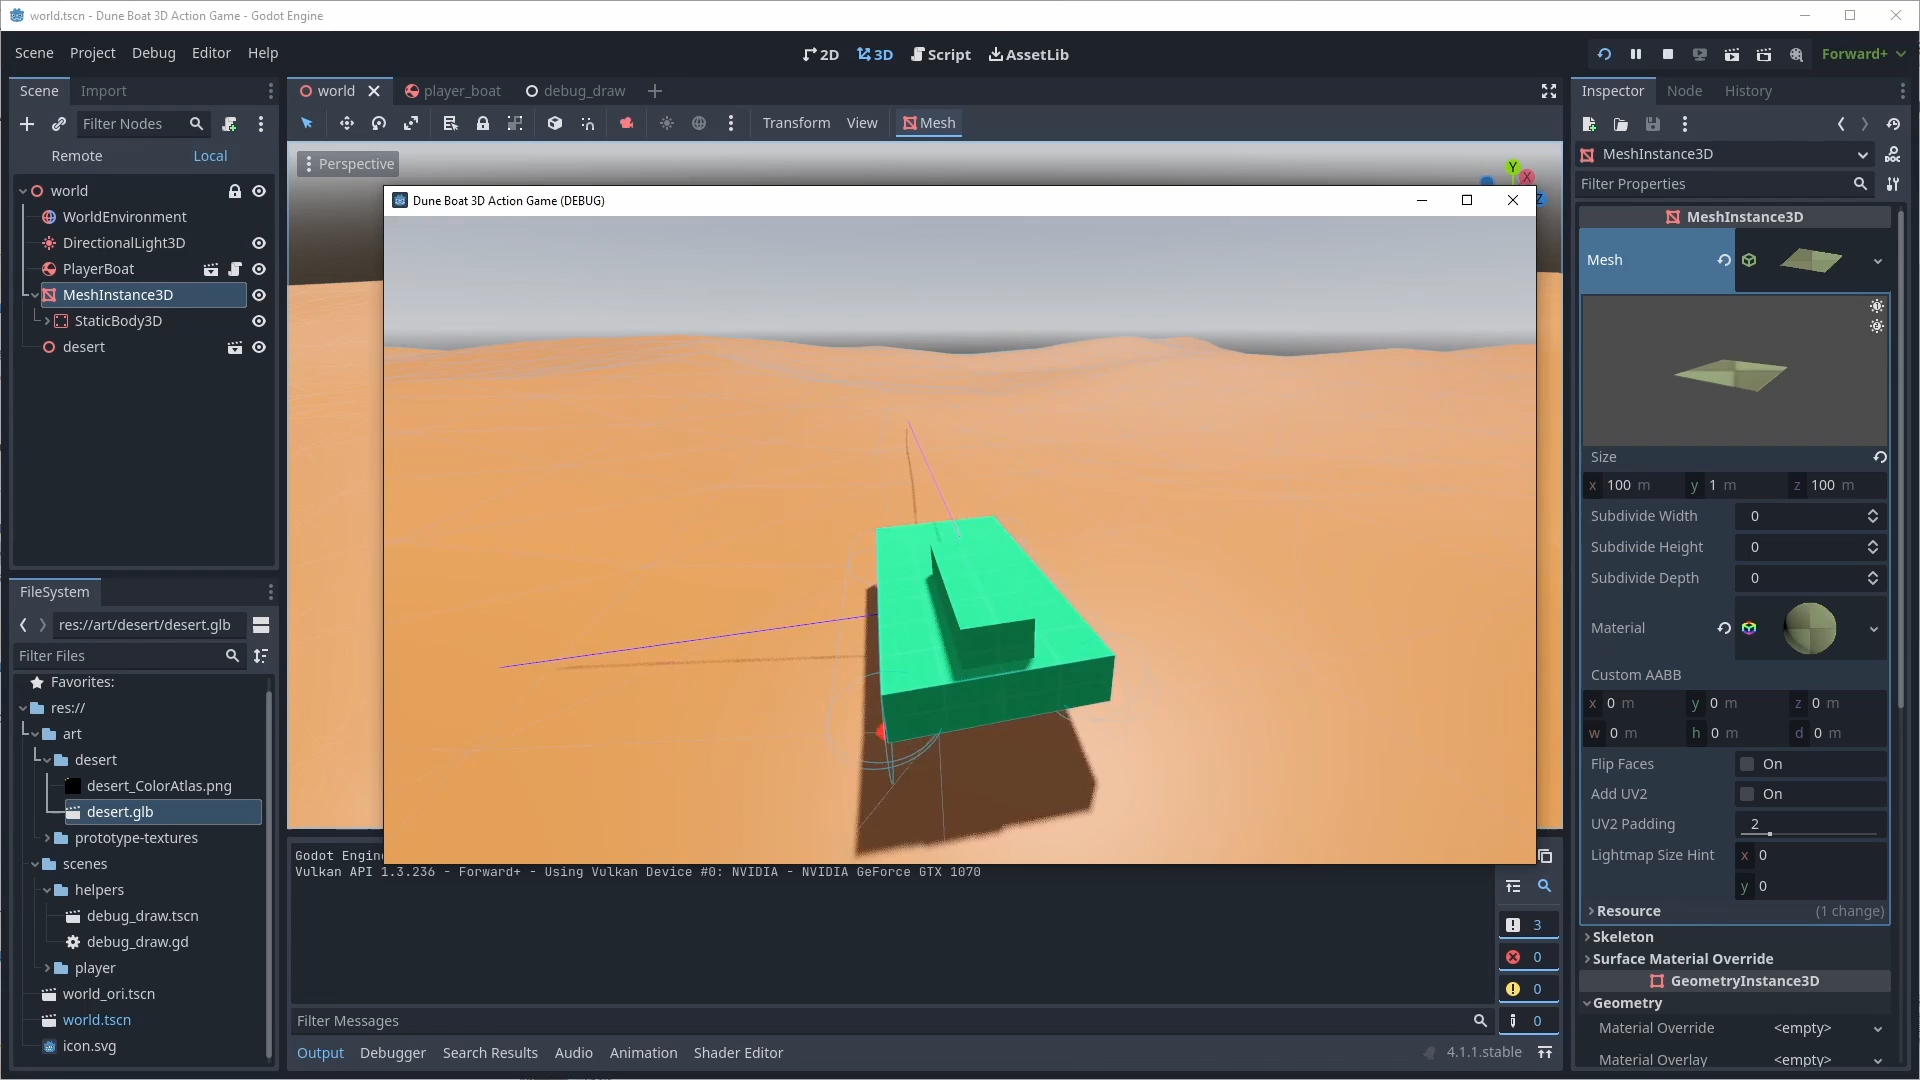 world.tscn - Dune Boat 3D Action Game - Godot Engine
Scene Project Debug Editor Help
2D 3D Script AssetLib
Forward+
Scene Import
Filter Nodes
Remote Local
world
WorldEnvironment
DirectionalLight3D
PlayerBoat
MeshInstance3D
StaticBody3D
desert
FileSystem
res://art/desert/desert.glb
Filter Files
Favorites:
res://
art
desert
desert_ColorAtlas.png
desert.glb
prototype-textures
scenes
helpers
debug_draw.tscn
debug_draw.gd
player
world_ori.tscn
world.tscn
icon.svg
world player_boat debug_draw
Transform View Mesh
Perspective
Y
X
Z
Dune Boat 3D Action Game (DEBUG)
Godot Engin
Vulkan API 1.3.236 - Forward+ - Using Vulkan Device #0: NVIDIA - NVIDIA GeForce GTX 1070
3
0
0
0
Filter Messages
Output Debugger Search Results Audio Animation Shader Editor
4.1.1.stable
Inspector Node History
MeshInstance3D
Filter Properties
MeshInstance3D
Mesh
Size
x 100 m y 1 m z 100 m
Subdivide Width 0
Subdivide Height 0
Subdivide Depth 0
Material
Custom AABB
x 0 m y 0 m z 0 m
w 0 m h 0 m d 0 m
Flip Faces On
Add UV2 On
UV2 Padding 2
Lightmap Size Hint x 0
y 0
Resource (1 change)
Skeleton
Surface Material Override
GeometryInstance3D
Geometry
Material Override <empty>
Material Overlay <empty>